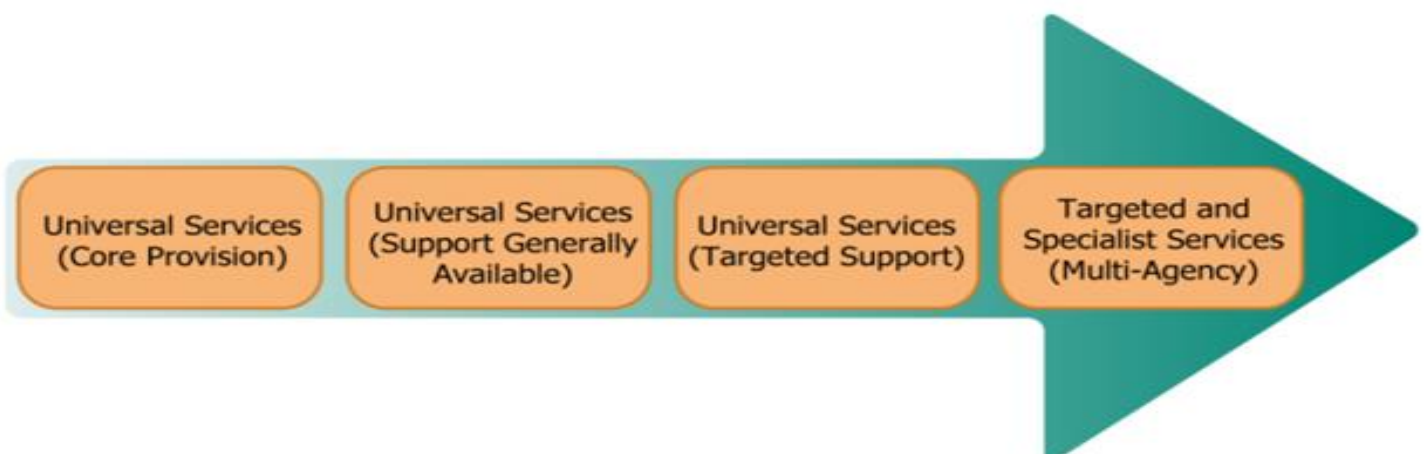 Universal Services
(Core Provision)
Universal Services
(Support Generally
Available)
Universal Services
(Targeted Support)
Targeted and
Specialist Services
(Multi-Agency)